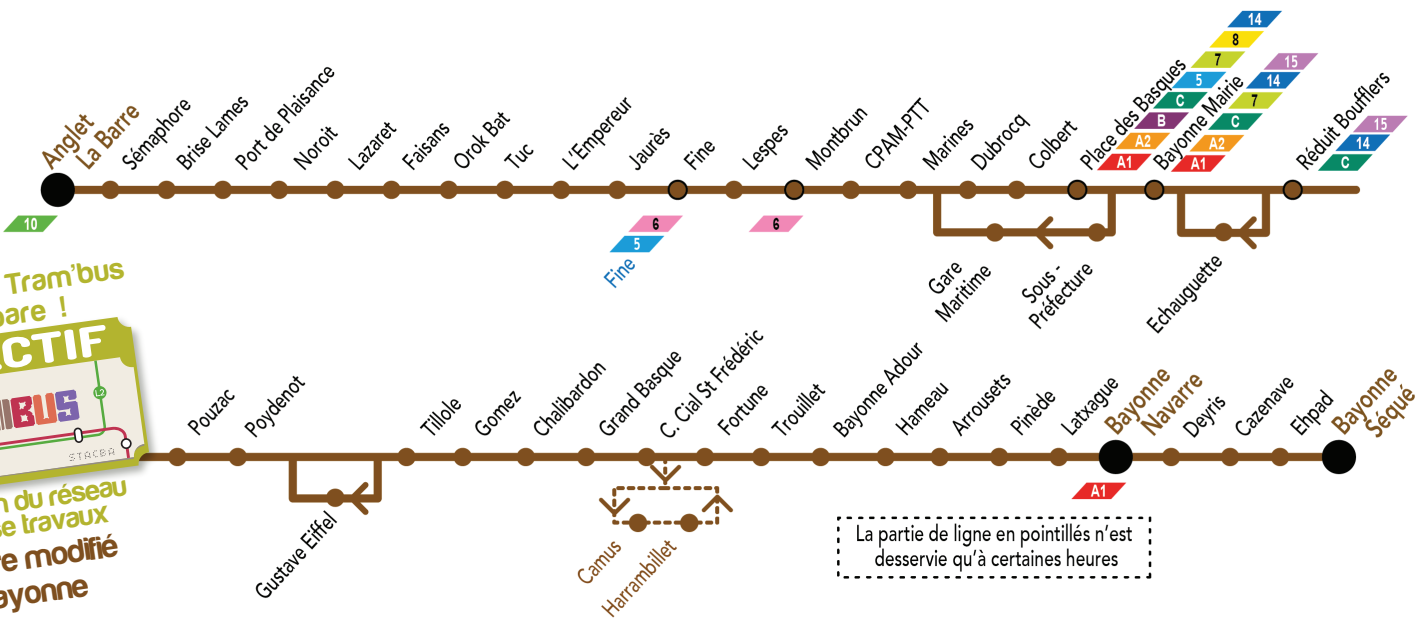 Anglet
La Barre
Sémaphore
Brise Lames
Port de Plaisance
Noroit
Lazaret
Faisans
Orok Bat
Tuc
L'Empereur
Jaurès
Fine
Lespes
Montbrun
CPAM-PTT
Marines
Dubrocq
Colbert
Place des Basques
14
8
7
5
C
B
A2
A1
Bayonne Mairie
15
14
7
C
A2
A1
Réduit Boufflers
15
14
C
10
6
5
Fine
6
Gare
Maritime
Sous -
Préfecture
Echauguette
Tram'bus
pare !
CTIF
BUS
L2
STACBA
n du réseau
se travaux
re modifié
ayonne
Pouzac
Poydenot
Gustave Eiffel
Tillole
Gomez
Chalibardon
Grand Basque
C. Cial St Frédéric
Camus
Harrambillet
Fortune
Trouillet
Bayonne Adour
Hameau
Arrousets
Pinède
Latxague
Bayonne
Navarre
A1
Deyris
Cazenave
Ehpad
Bayonne
Séqué
La partie de ligne en pointillés n'est
desservie qu'à certaines heures